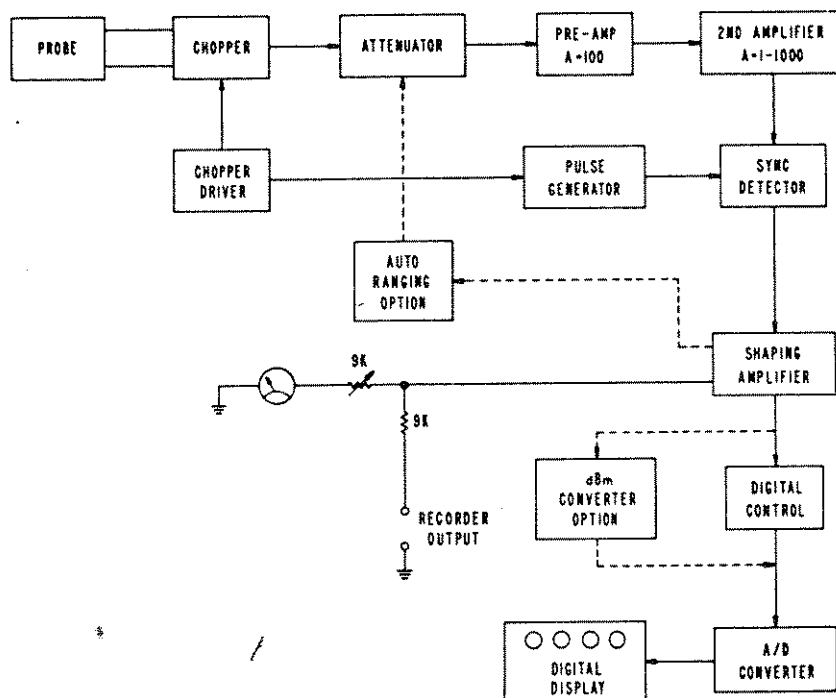 PROBE
CHOPPER
ATTENUATOR
PRE-AMP
A=100
2ND AMPLIFIER
A=1-1000
CHOPPER
DRIVER
PULSE
GENERATOR
SYNC
DETECTOR
AUTO
RANGING
OPTION
SHAPING
AMPLIFIER
9K
9K
dBm
CONVERTER
OPTION
DIGITAL
CONTROL
RECORDER
OUTPUT
A/D
CONVERTER
DIGITAL
DISPLAY